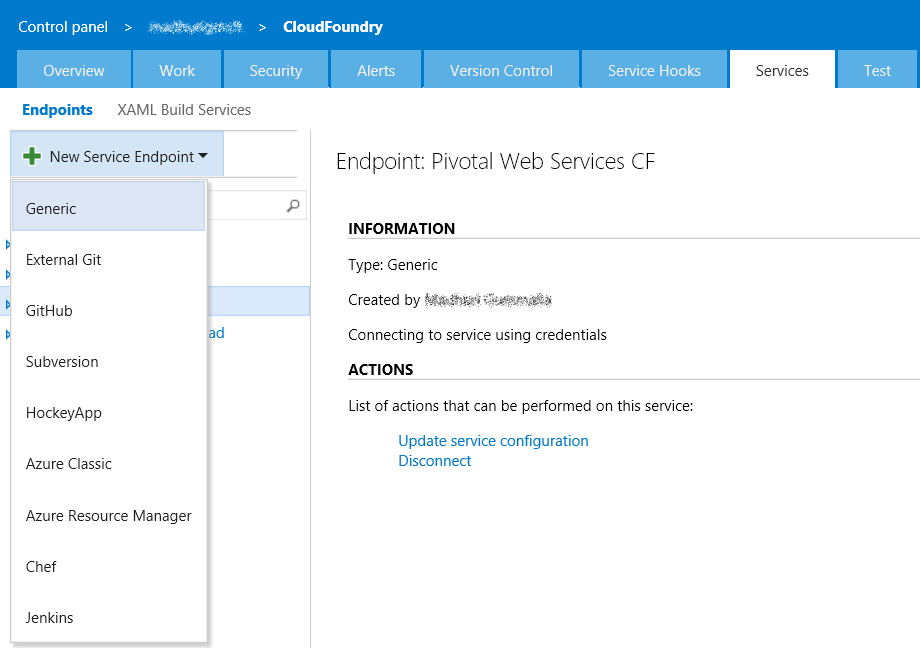 Control panel > > CloudFoundry
Overview Work Security Alerts Version Control Service Hooks Services Test
Endpoints XAML Build Services
New Service Endpoint
Generic
External Git
GitHub
ad
Subversion
HockeyApp
Azure Classic
Azure Resource Manager
Chef
Jenkins
Endpoint: Pivotal Web Services CF
INFORMATION
Type: Generic
Created by
Connecting to service using credentials
ACTIONS
List of actions that can be performed on this service:
Update service configuration
Disconnect